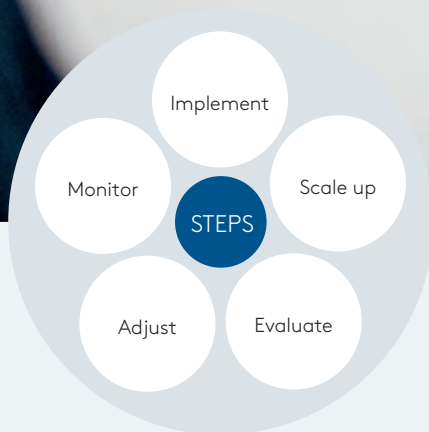 Implement
Scale up
Monitor
STEPS
Evaluate
Adjust